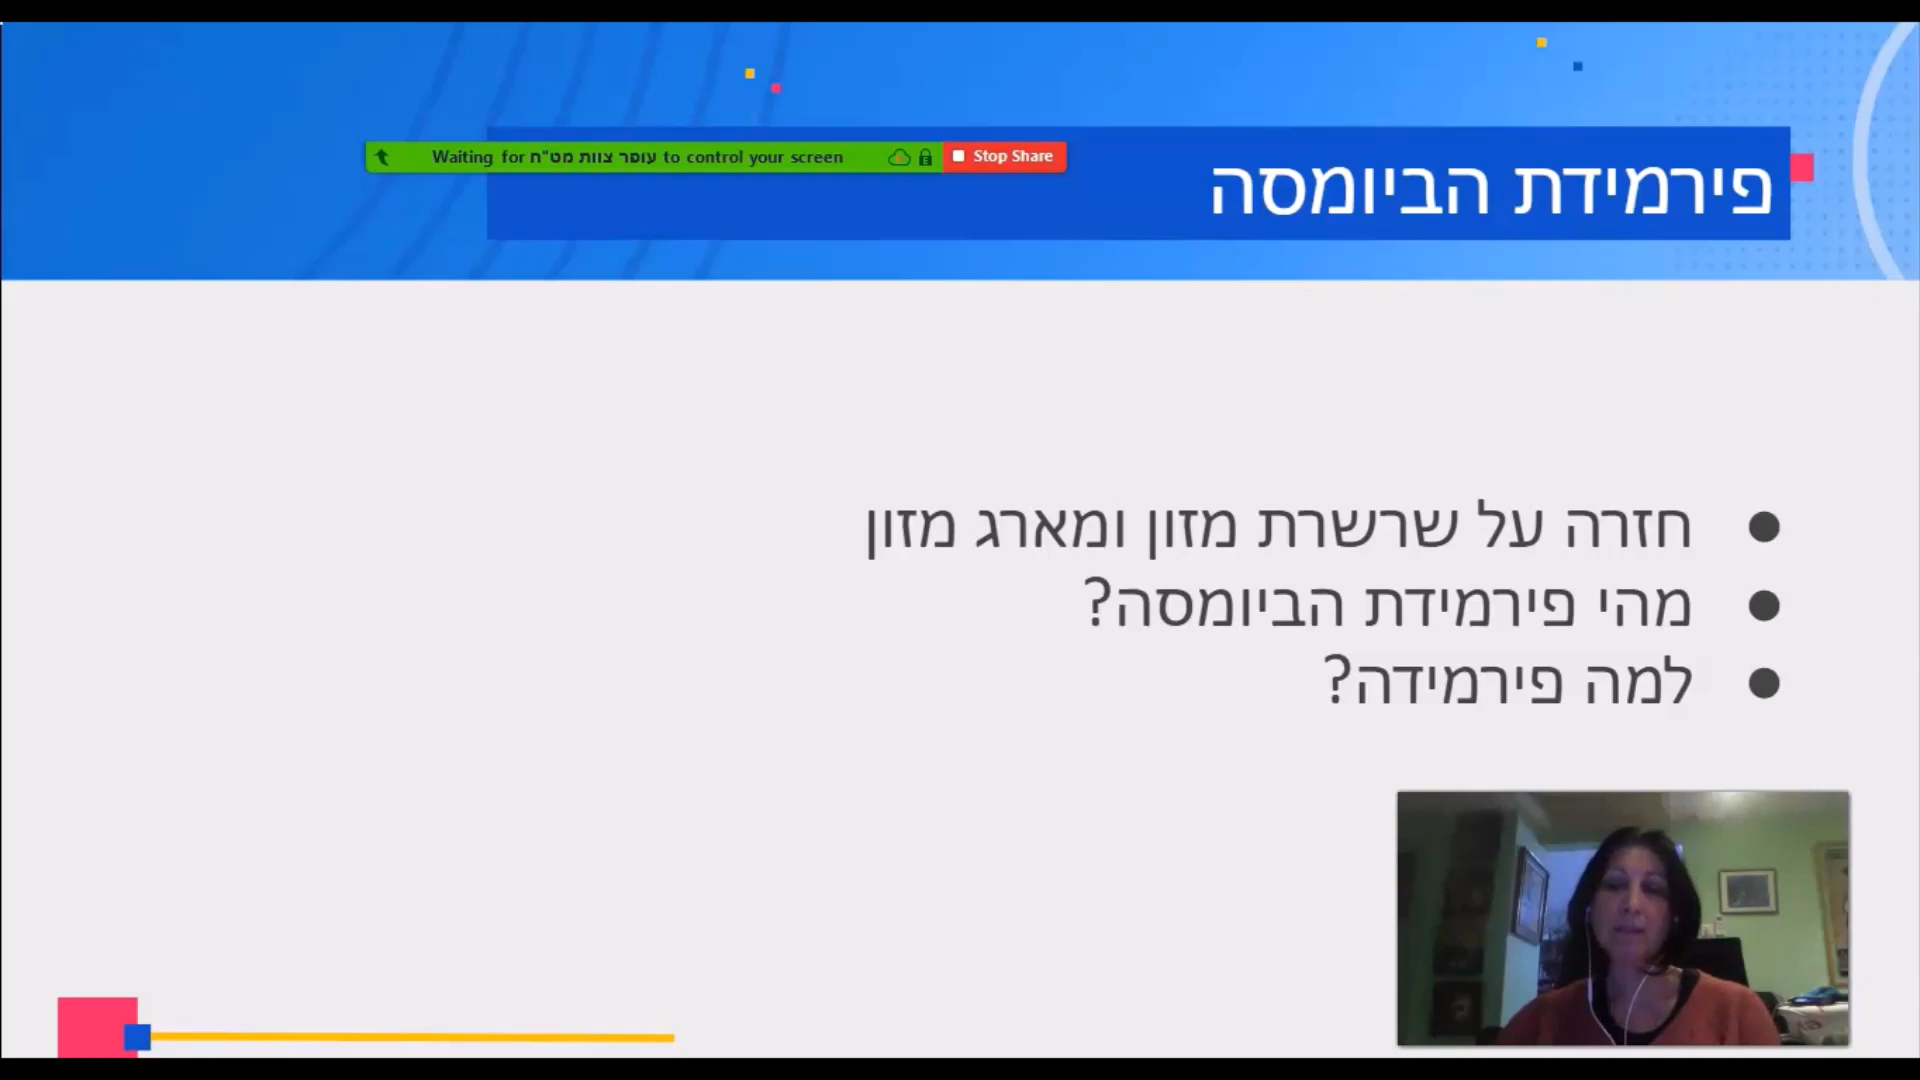 Waiting for עופר צוות מט"ח to control your screen
Stop Share
פירמידת הביומסה
● חזרה על שרשרת מזון ומארג מזון
● מהי פירמידת הביומסה?
● למה פירמידה?